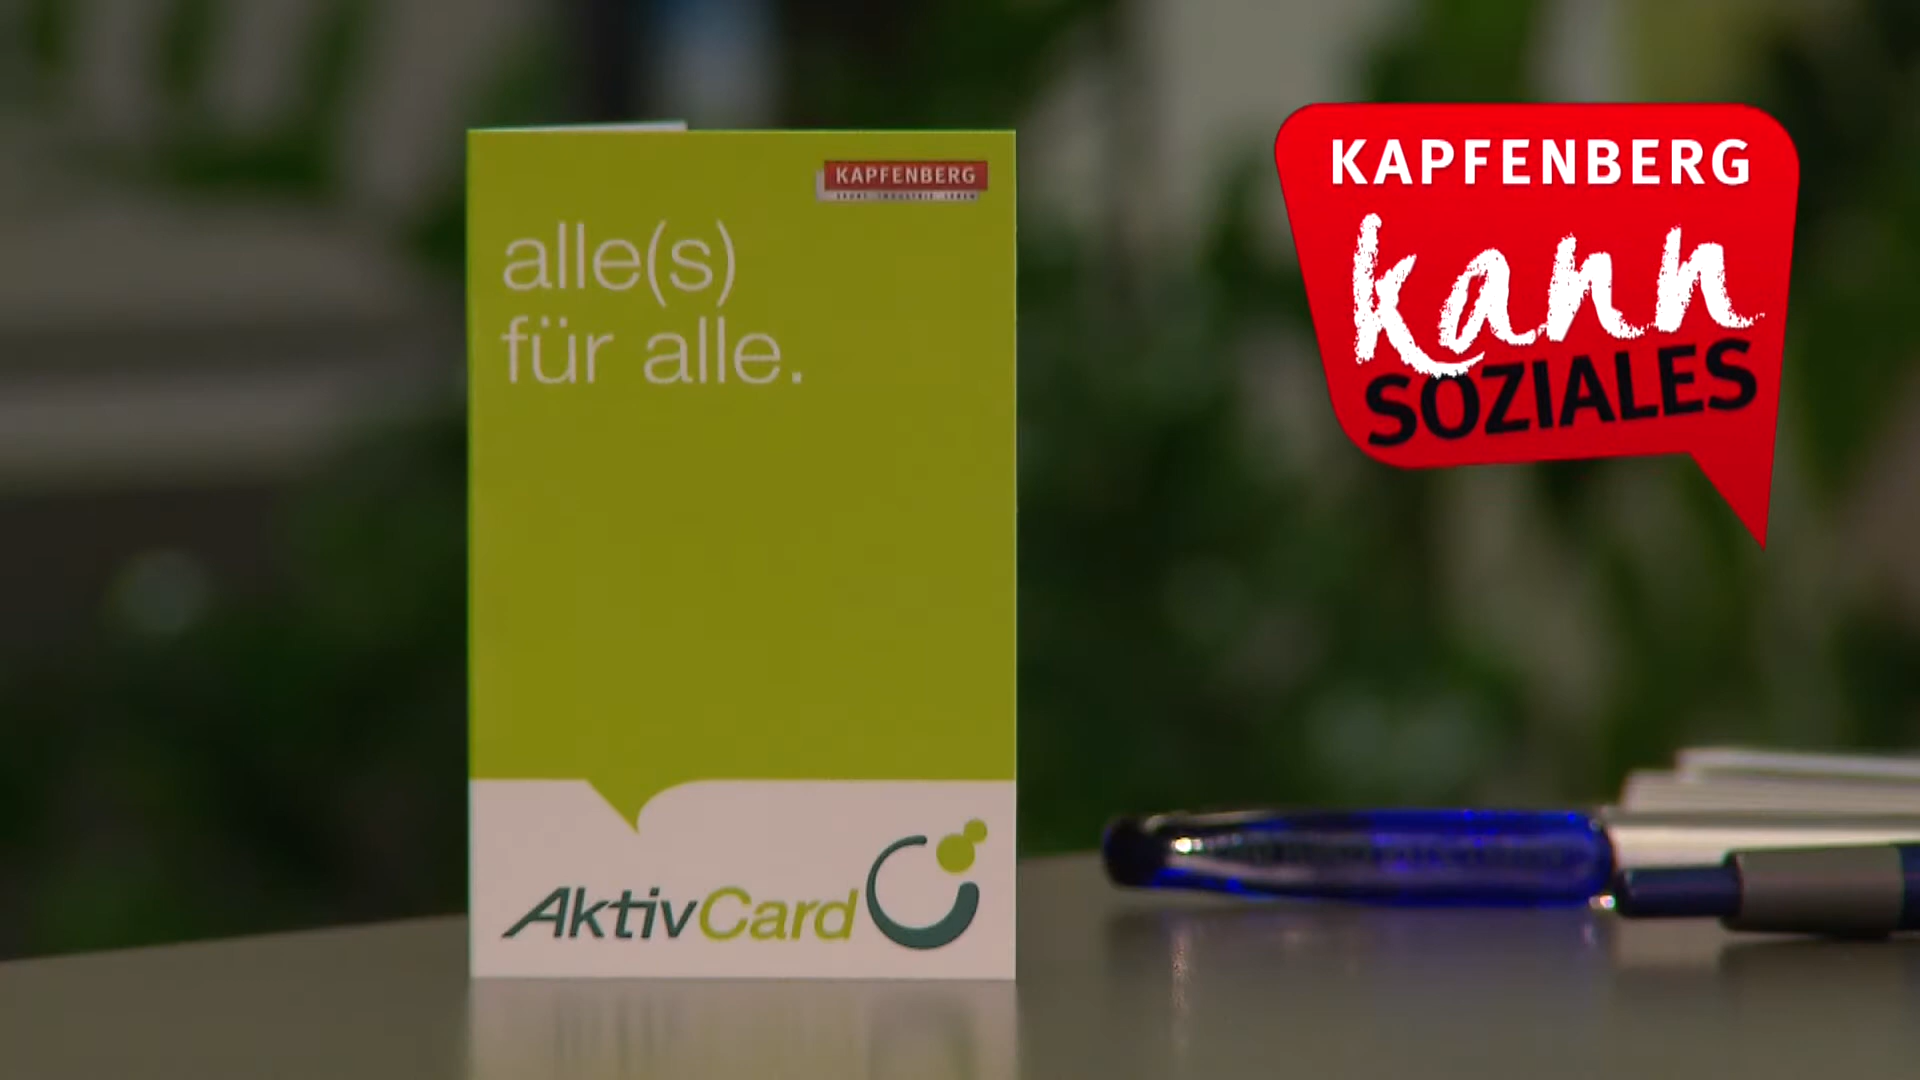 KAPFENBERG
alle(s)
für alle.
AktivCard
KAPFENBERG
kann
SOZIALES